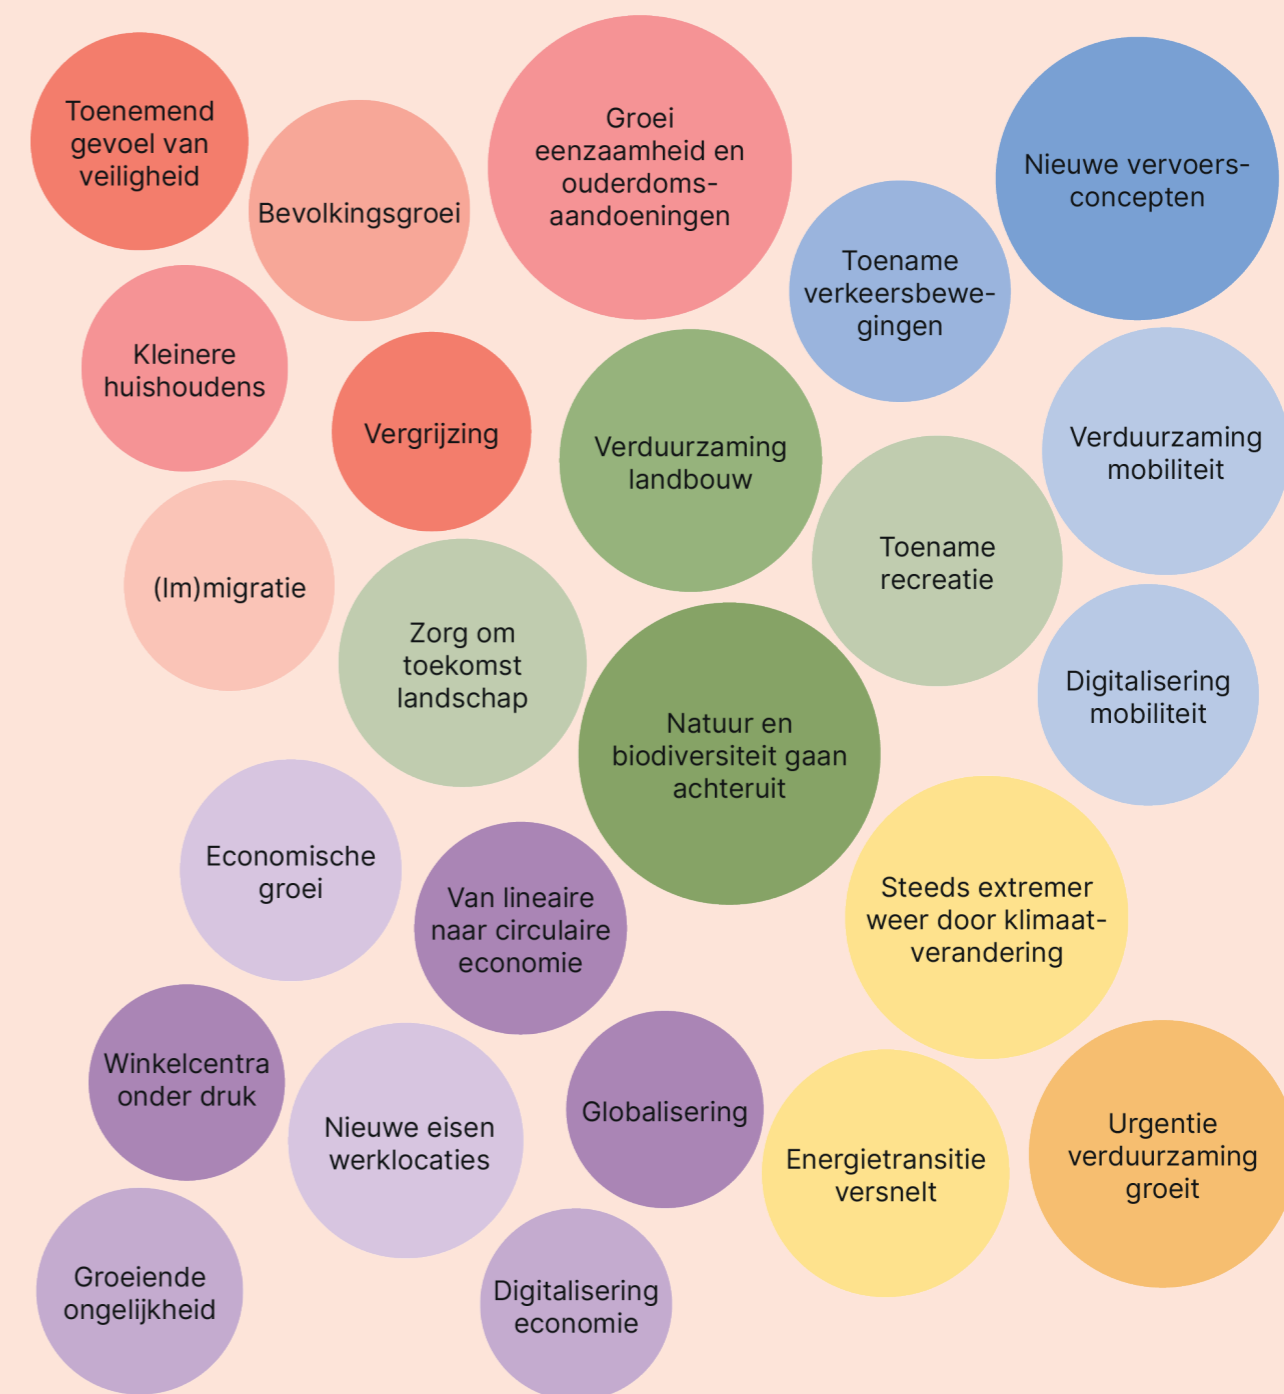 Toenemend
gevoel van
veiligheid
Bevolkingsgroei
Groei
eenzaamheid en
ouderdoms-
aandoeningen
Nieuwe vervoers-
concepten
Toename
verkeersbewe-
gingen
Kleinere
huishoudens
Vergrijzing
Verduurzaming
landbouw
Verduurzaming
mobiliteit
Toename
recreatie
(Im)migratie
Zorg om
toekomst
landschap
Digitalisering
mobiliteit
Natuur en
biodiversiteit gaan
achteruit
Economische
groei
Van lineaire
naar circulaire
economie
Steeds extremer
weer door klimaat-
verandering
Winkelcentra
onder druk
Nieuwe eisen
werklocaties
Globalisering
Energietransitie
versnelt
Urgentie
verduurzaming
groeit
Groeiende
ongelijkheid
Digitalisering
economie